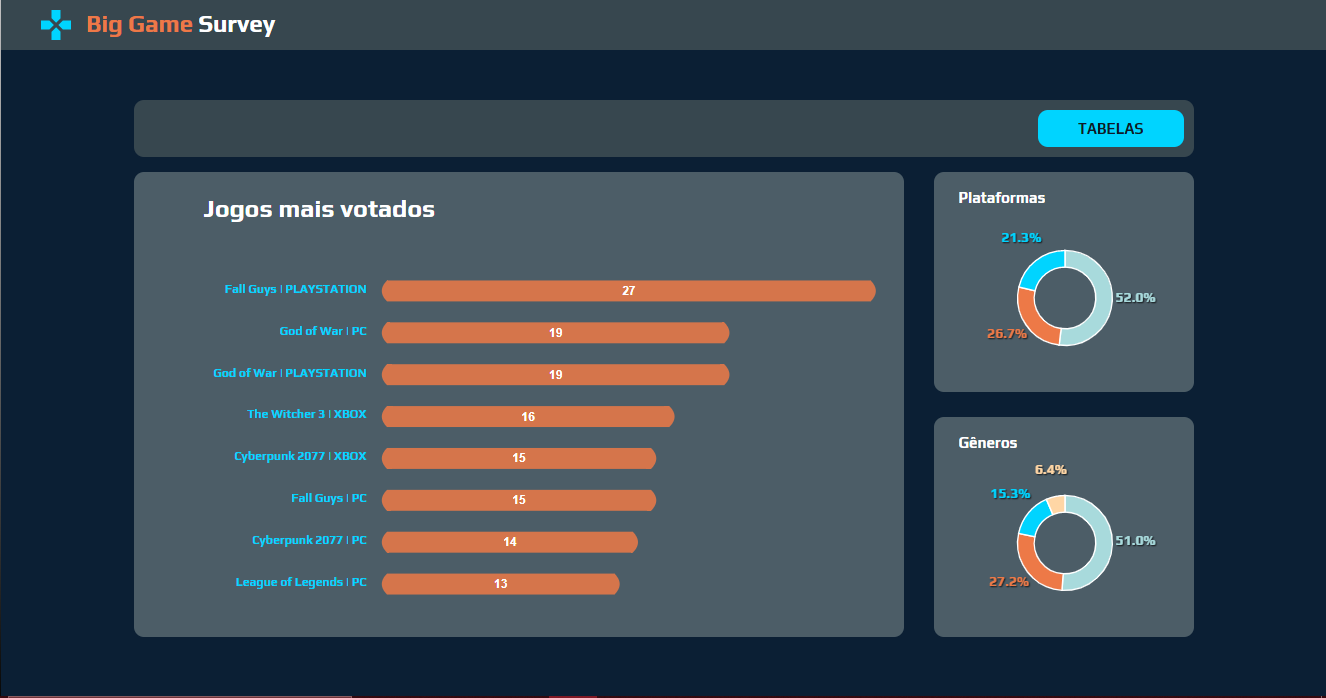 Big Game Survey
TABELAS
Jogos mais votados
Fall Guys | PLAYSTATION 27
God of War | PC 19
God of War | PLAYSTATION 19
The Witcher 3 | XBOX 16
Cyberpunk 2077 | XBOX 15
Fall Guys | PC 15
Cyberpunk 2077 | PC 14
League of Legends | PC 13
Plataformas
21.3%
52.0%
26.7%
Gêneros
6.4%
15.3%
51.0%
27.2%